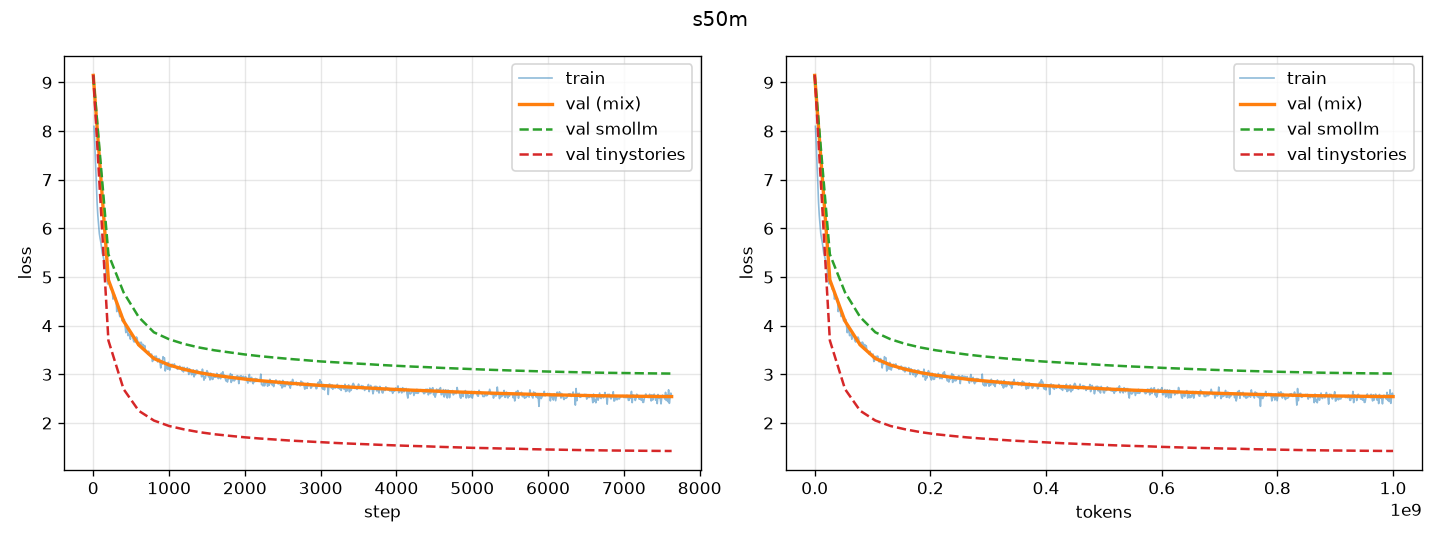 s50m
9
8
7
6
5
4
3
2
loss
train
val (mix)
val smollm
val tinystories
0 1000 2000 3000 4000 5000 6000 7000 8000
step
9
8
7
6
5
4
3
2
loss
train
val (mix)
val smollm
val tinystories
0.0 0.2 0.4 0.6 0.8 1.0
1e9
tokens